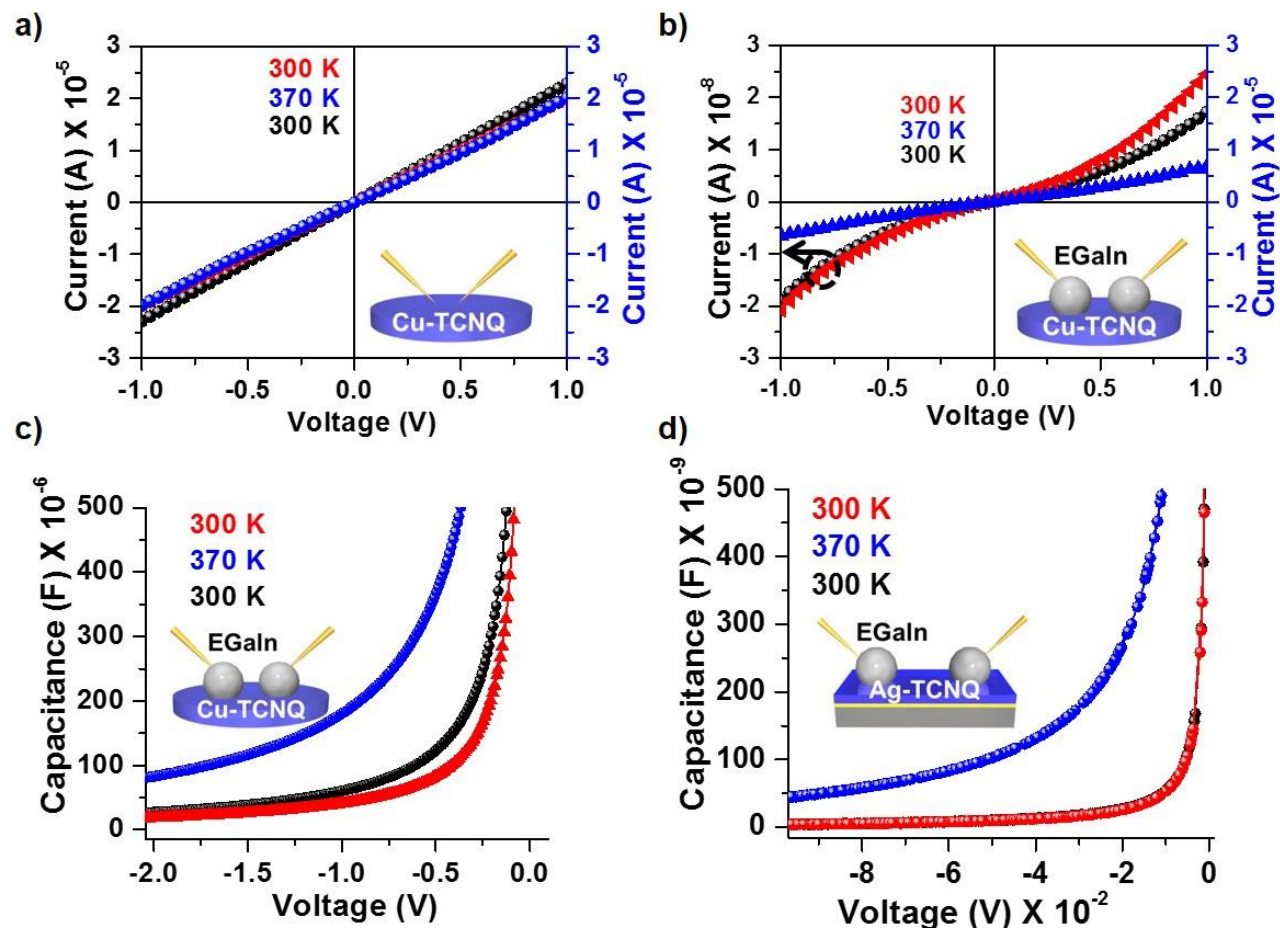 a)
3
2
1
0
-1
-2
-3
Current (A) X 10-5
300 K
370 K
300 K
Cu-TCNQ
3
2
1
0
-1
-2
-3
Current (A) X 10-5
-1.0 -0.5 0.0 0.5 1.0
Voltage (V)
b)
3
2
1
0
-1
-2
-3
Current (A) X 10-8
300 K
370 K
300 K
EGaIn
Cu-TCNQ
3
2
1
0
-1
-2
-3
Current (A) X 10-5
-1.0 -0.5 0.0 0.5 1.0
Voltage (V)
c)
500
400
300
200
100
0
Capacitance (F) X 10-6
300 K
370 K
300 K
EGaIn
Cu-TCNQ
-2.0 -1.5 -1.0 -0.5 0.0
Voltage (V)
d)
500
400
300
200
100
0
Capacitance (F) X 10-9
300 K
370 K
300 K
EGaIn
Ag-TCNQ
-8 -6 -4 -2 0
Voltage (V) X 10-2